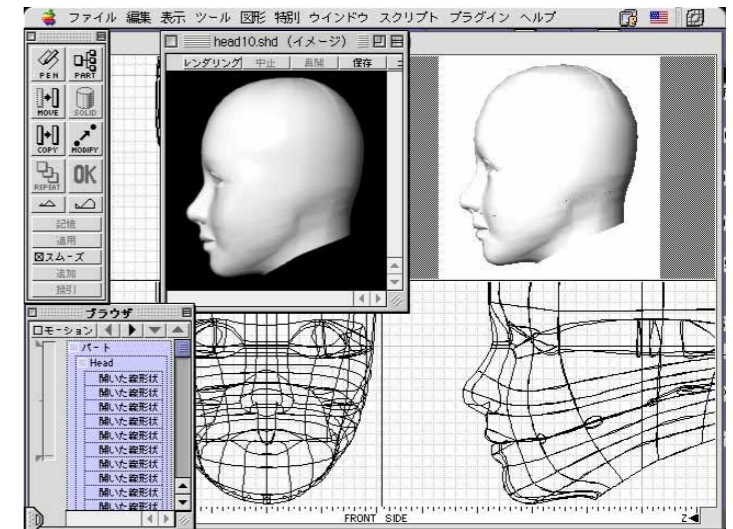 ファイル 編集 表示 ツール 図形 特別 ウインドウ スクリプト プラグイン ヘルプ
head10.shd (イメージ)
レンダリング 中止 再開 保存
PEN PART
MOVE SOLID
COPY MODIFY
REPEAT OK
記憶
適用
スムーズ
追加
ブラウザ
モーション
パート
Head
開いた線形状
開いた線形状
開いた線形状
開いた線形状
開いた線形状
開いた線形状
開いた線形状
開いた線形状
開いた線形状
開いた線形状
FRONT SIDE
Z